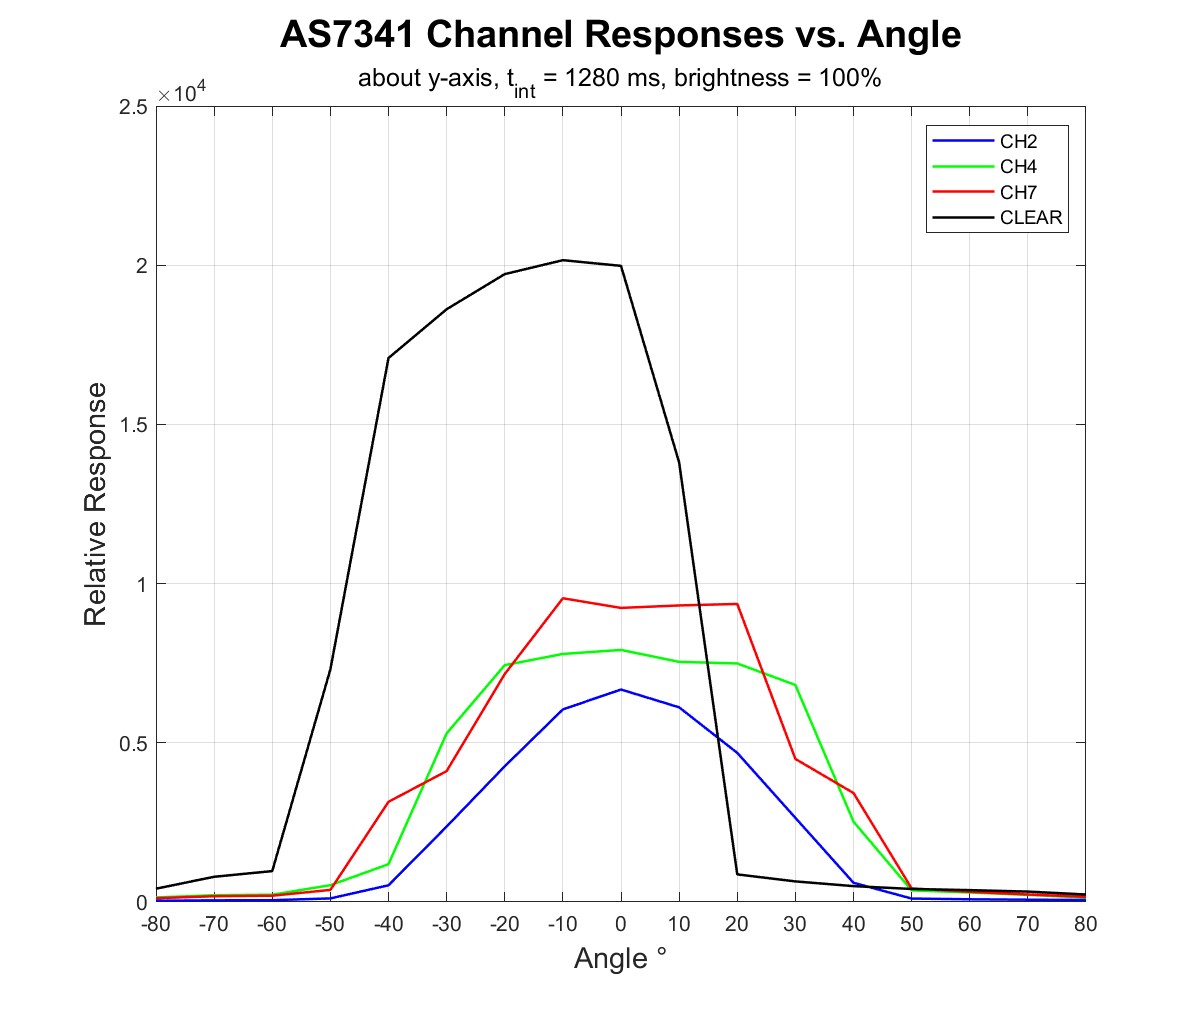 AS7341 Channel Responses vs. Angle
about y-axis, t_int = 1280 ms, brightness = 100%
×10^4
2.5
2
1.5
1
0.5
0
Relative Response
CH2
CH4
CH7
CLEAR
-80 -70 -60 -50 -40 -30 -20 -10 0 10 20 30 40 50 60 70 80
Angle °